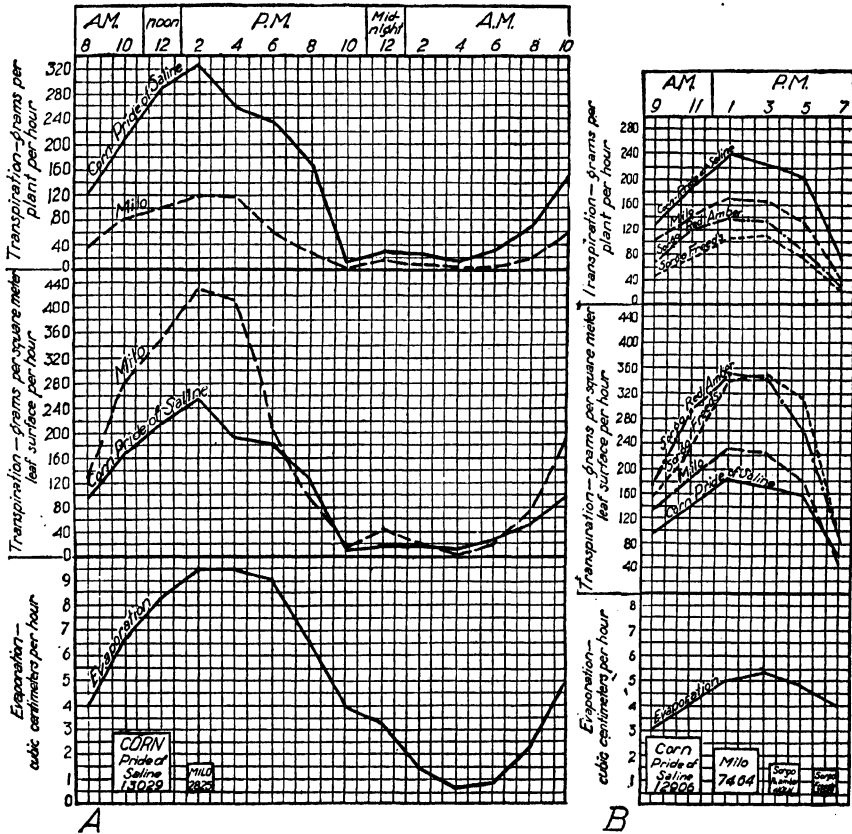 A.M. noon P.M. Mid-night A.M.
8 10 12 2 4 6 8 10 12 2 4 6 8 10
Transpiration—grams per
plant per hour
320
280
240
200
160
120
80
40
0
Corn Pride of Saline
Milo
Transpiration—grams per square meter
leaf surface per hour
440
400
360
320
280
240
200
160
120
80
40
0
Milo
Corn Pride of Saline
Evaporation—
cubic centimeters per hour
9
8
7
6
5
4
3
2
1
0
Evaporation
CORN
Pride of
Saline
13029
MILO
2825
A
A.M. P.M.
9 11 1 3 5 7
Transpiration—grams per
plant per hour
280
240
200
160
120
80
40
0
Corn Pride of Saline
Milo
Sorgo Red Amber
Sorgo Freed's
Transpiration—grams per square meter
leaf surface per hour
440
400
360
320
280
240
200
160
120
80
40
Sorgo Red Amber
Sorgo Freed's
Milo
Corn Pride of Saline
Evaporation—
cubic centimeters per hour
8
7
6
5
4
3
2
1
Evaporation
Corn
Pride of
Saline
12906
Milo
7464
Sorgo
Sorgo
B